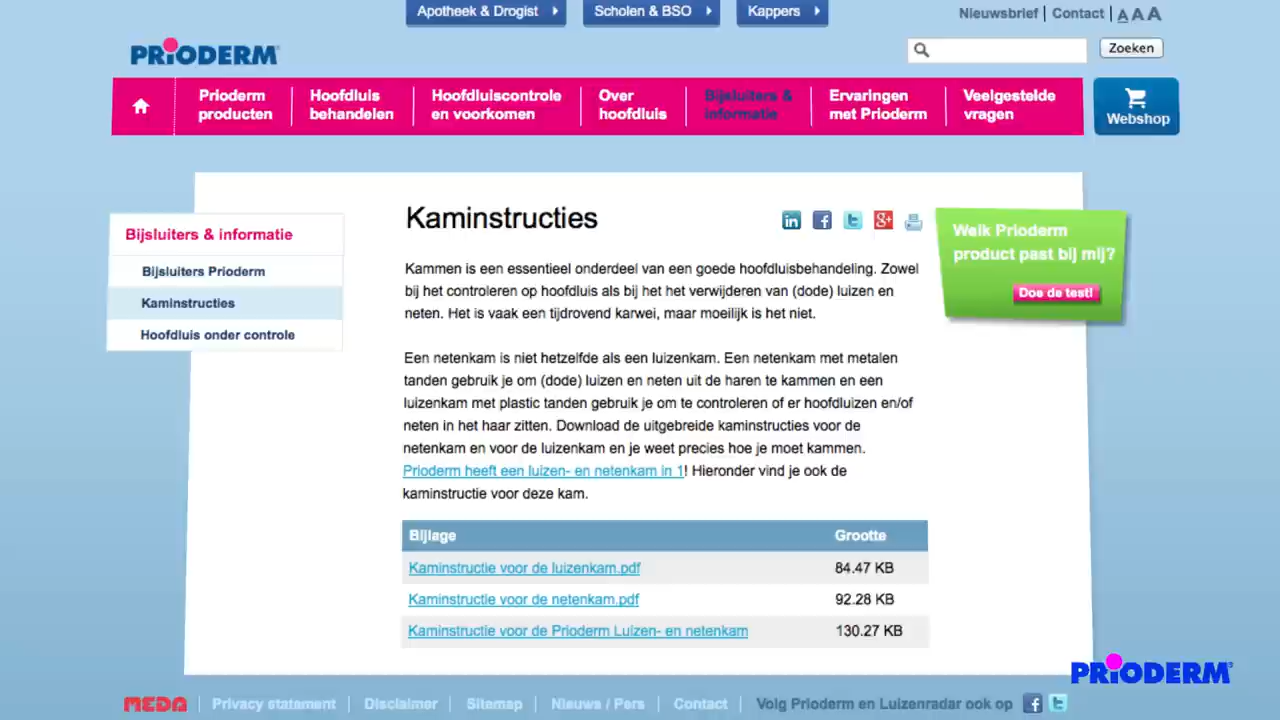 Apotheek & Drogist
Scholen & BSO
Kappers
Nieuwsbrief
Contact
A A A
PRIODERM
Zoeken
Prioderm producten
Hoofdluis behandelen
Hoofdluiscontrole en voorkomen
Over hoofdluis
Bijsluiters & informatie
Ervaringen met Prioderm
Veelgestelde vragen
Webshop
Bijsluiters & informatie
Bijsluiters Prioderm
Kaminstructies
Hoofdluis onder controle
Kaminstructies
Welk Prioderm
product past bij mij?
Doe de test!
Kammen is een essentieel onderdeel van een goede hoofdluisbehandeling. Zowel
bij het controleren op hoofdluis als bij het het verwijderen van (dode) luizen en
neten. Het is vaak een tijdrovend karwei, maar moeilijk is het niet.
Een netenkam is niet hetzelfde als een luizenkam. Een netenkam met metalen
tanden gebruik je om (dode) luizen en neten uit de haren te kammen en een
luizenkam met plastic tanden gebruik je om te controleren of er hoofdluizen en/of
neten in het haar zitten. Download de uitgebreide kaminstructies voor de
netenkam en voor de luizenkam en je weet precies hoe je moet kammen.
Prioderm heeft een luizen- en netenkam in 1! Hieronder vind je ook de
kaminstructie voor deze kam.
Bijlage Grootte
Kaminstructie voor de luizenkam.pdf 84.47 KB
Kaminstructie voor de netenkam.pdf 92.28 KB
Kaminstructie voor de Prioderm Luizen- en netenkam 130.27 KB
PRIODERM
MEDA
Privacy statement
Disclaimer
Sitemap
Nieuws / Pers
Contact
Volg Prioderm en Luizenradar ook op